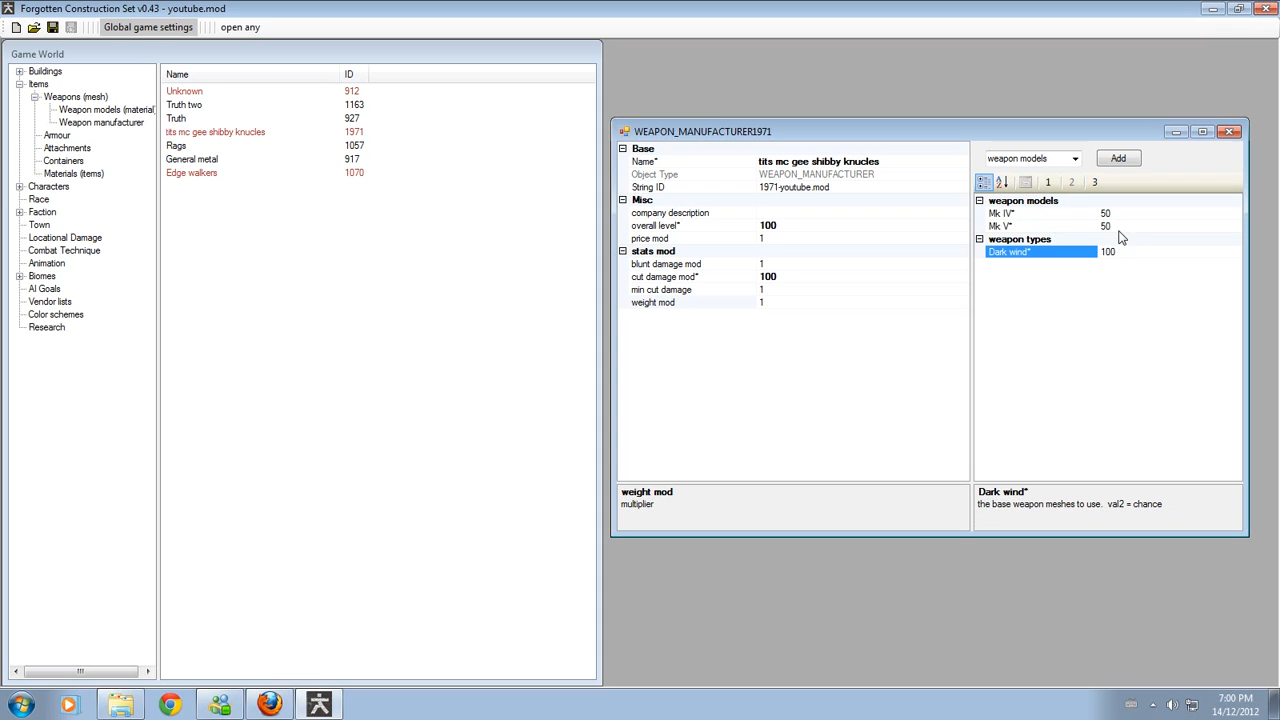 Forgotten Construction Set v0.43 - youtube.mod
Global game settings
open any
Game World
Buildings
Items
Weapons (mesh)
Weapon models (material
Weapon manufacturer
Armour
Attachments
Containers
Materials (items)
Characters
Race
Faction
Town
Locational Damage
Combat Technique
Animation
Biomes
AI Goals
Vendor lists
Color schemes
Research
Name ID
Unknown 912
Truth two 1163
Truth 927
tits mc gee shibby knucles 1971
Rags 1057
General metal 917
Edge walkers 1070
WEAPON_MANUFACTURER1971
Base
Name* tits mc gee shibby knucles
Object Type WEAPON_MANUFACTURER
String ID 1971-youtube.mod
Misc
company description
overall level* 100
price mod 1
stats mod
blunt damage mod 1
cut damage mod* 100
min cut damage 1
weight mod 1
weight mod
multiplier
weapon models Add
1 2 3
weapon models
Mk IV* 50
Mk V* 50
weapon types
Dark wind* 100
Dark wind*
the base weapon meshes to use. val2 = chance
7:00 PM
14/12/2012